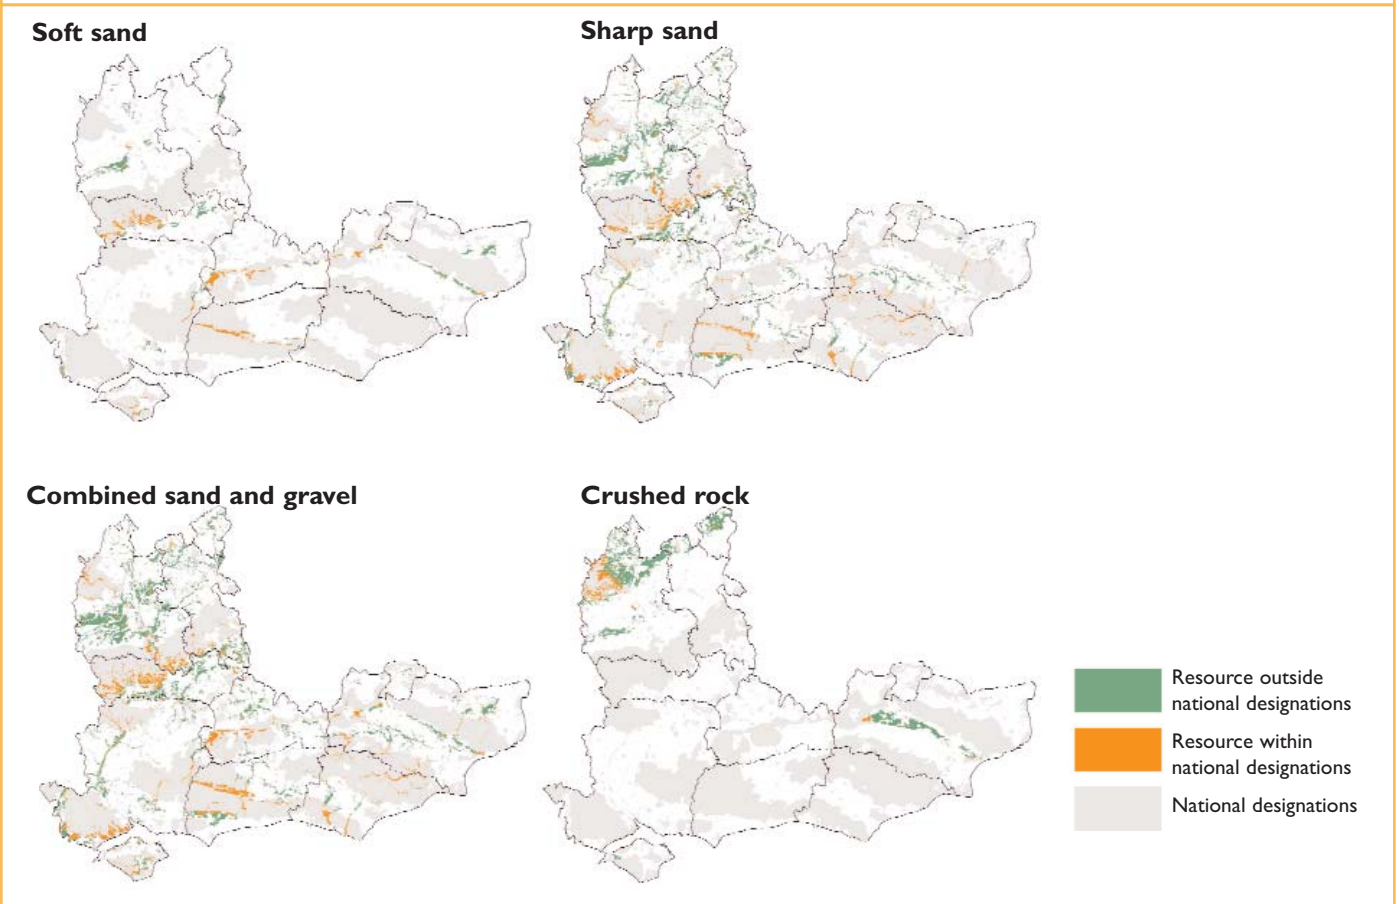 Soft sand
Sharp sand
Combined sand and gravel
Crushed rock
Resource outside
national designations
Resource within
national designations
National designations